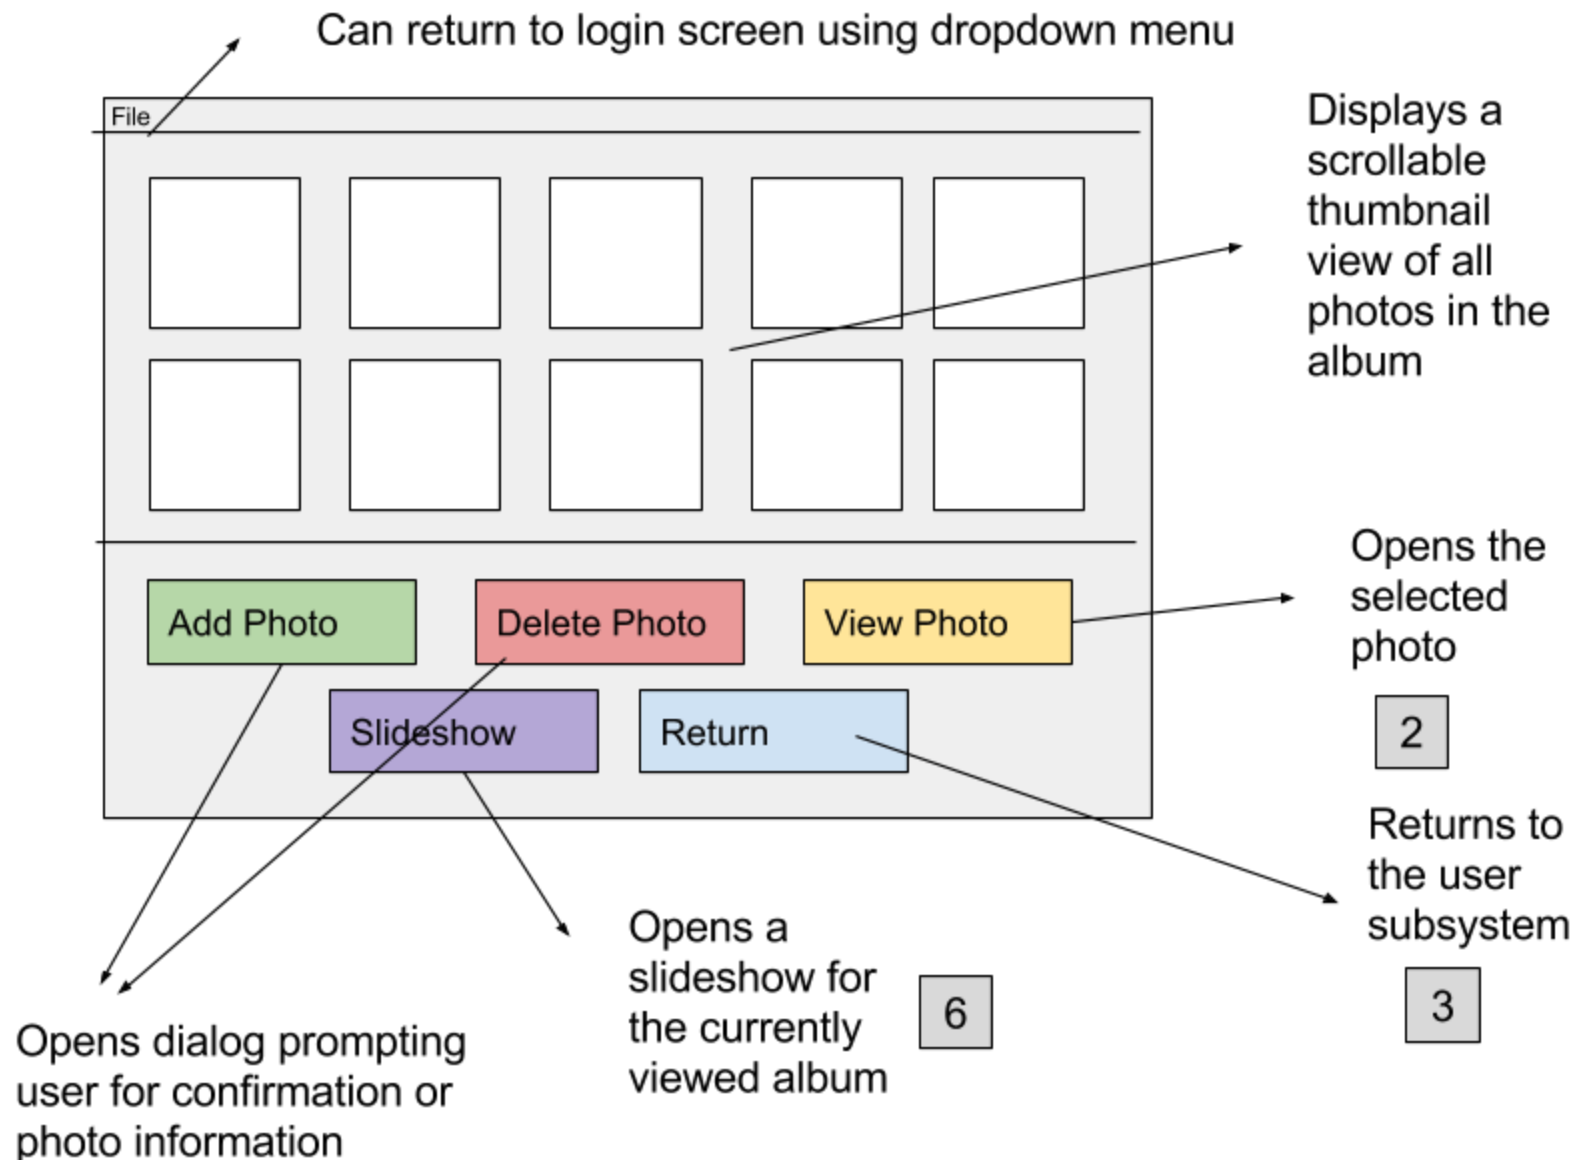 Can return to login screen using dropdown menu
File
Displays a
scrollable
thumbnail
view of all
photos in the
album
Add Photo
Delete Photo
View Photo
Slideshow
Return
Opens the
selected
photo
2
Returns to
the user
subsystem
3
Opens a
slideshow for
the currently
viewed album
6
Opens dialog prompting
user for confirmation or
photo information